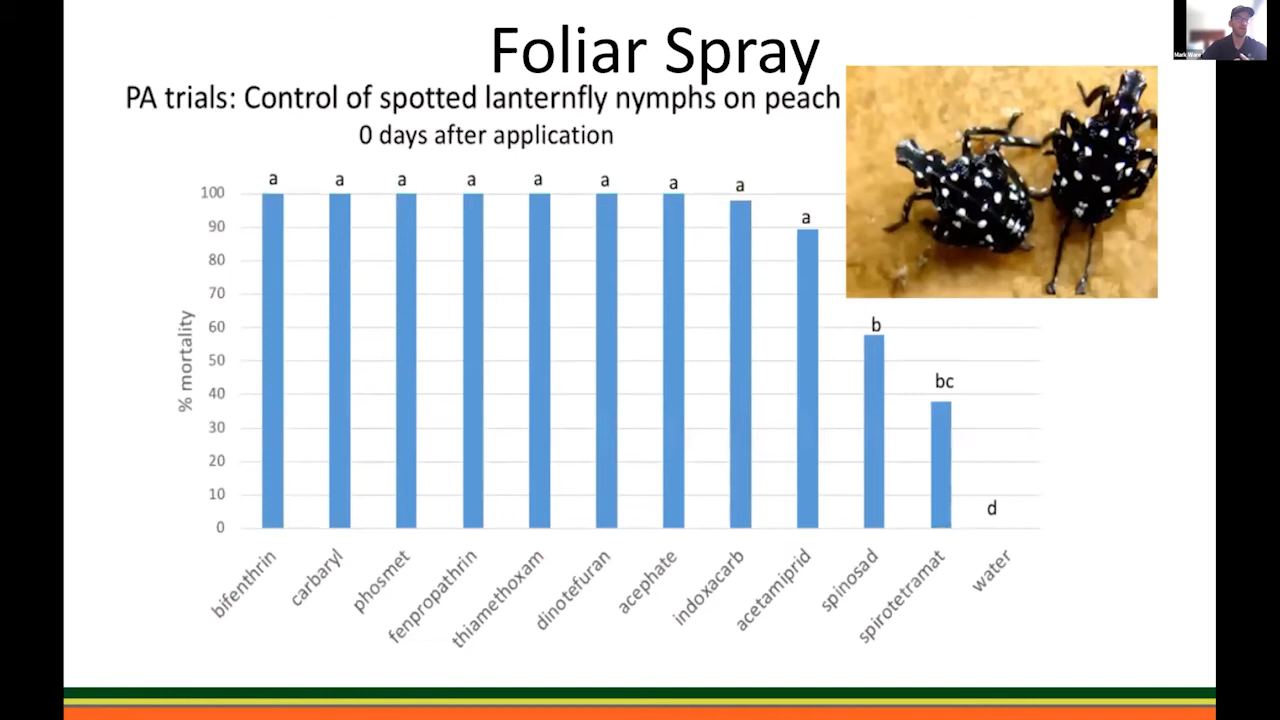 Foliar Spray
PA trials: Control of spotted lanternfly nymphs on peach
0 days after application
% mortality
100
90
80
70
60
50
40
30
20
10
0
a a a a a a a a a b bc d
bifenthrin carbaryl phosmet fenpropathrin thiamethoxam dinotefuran acephate indoxacarb acetamiprid spinosad spirotetramat water
Mark Ware